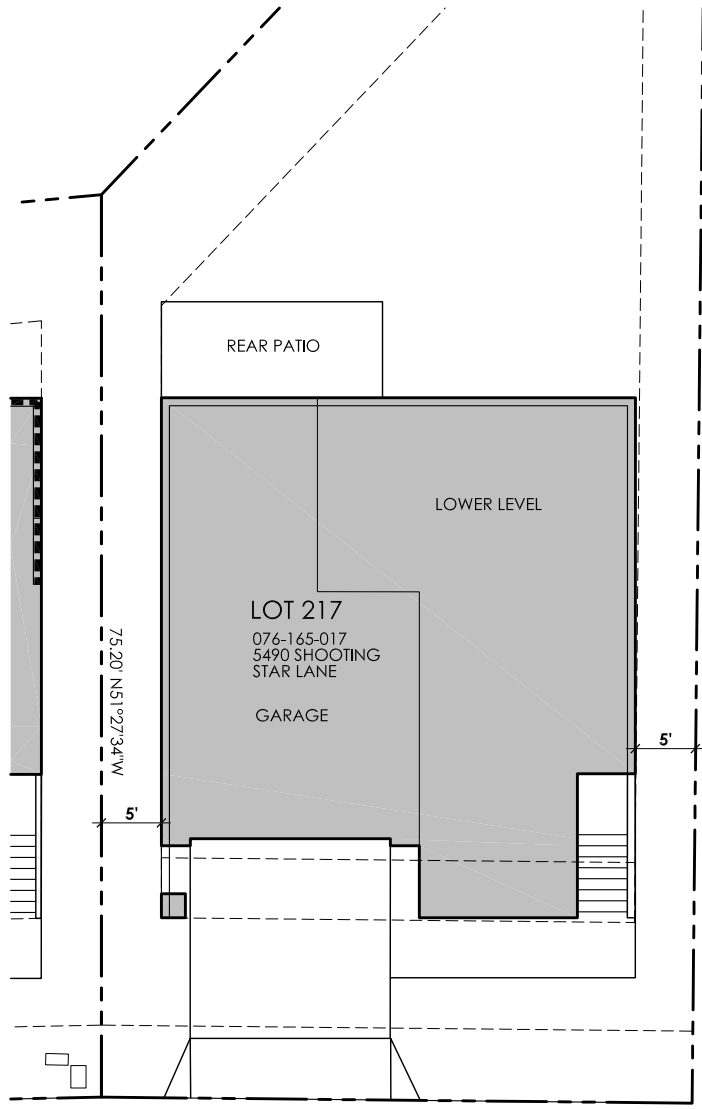 REAR PATIO
LOWER LEVEL
LOT 217
076-165-017
5490 SHOOTING
STAR LANE
GARAGE
75.20' N51°27'34"W
5'
5'